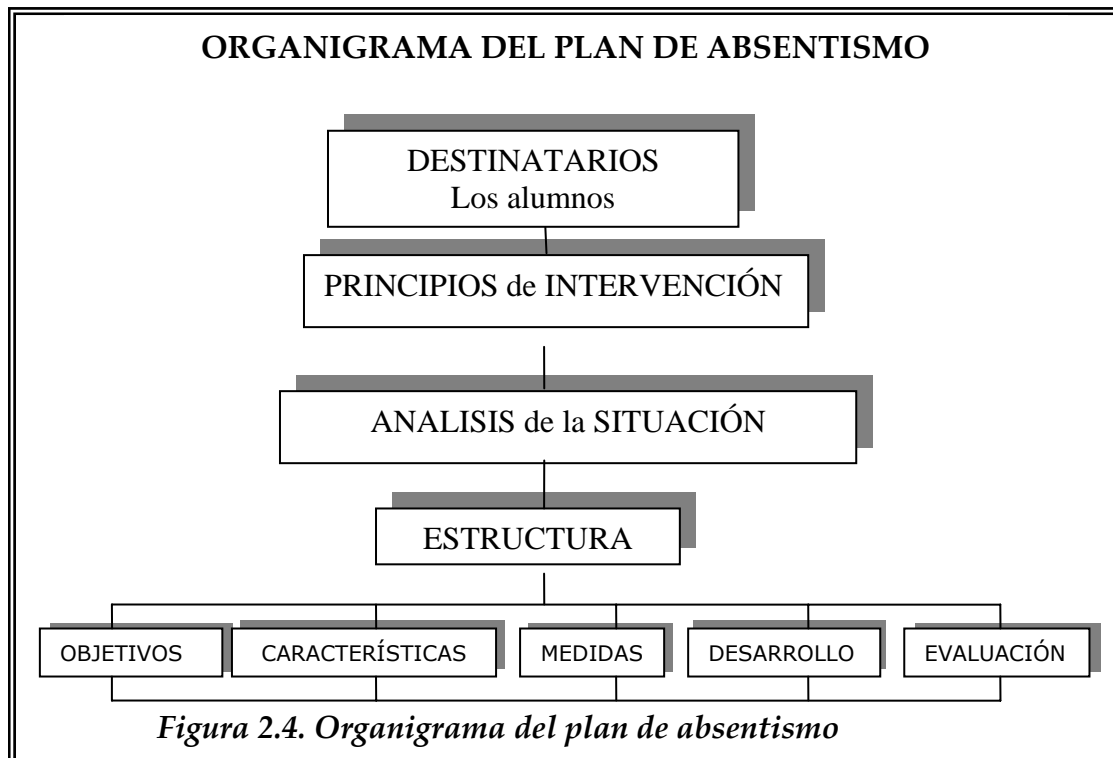 ORGANIGRAMA DEL PLAN DE ABSENTISMO
DESTINATARIOS
Los alumnos
PRINCIPIOS de INTERVENCIÓN
ANALISIS de la SITUACIÓN
ESTRUCTURA
OBJETIVOS
CARACTERÍSTICAS
MEDIDAS
DESARROLLO
EVALUACIÓN
Figura 2.4. Organigrama del plan de absentismo